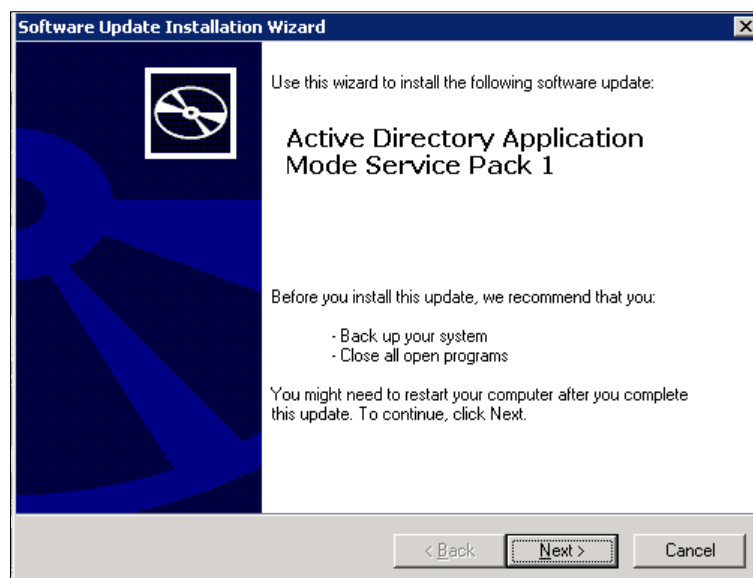 Software Update Installation Wizard
Use this wizard to install the following software update:
Active Directory Application
Mode Service Pack 1
Before you install this update, we recommend that you:
- Back up your system
- Close all open programs
You might need to restart your computer after you complete
this update. To continue, click Next.
< Back
Next >
Cancel